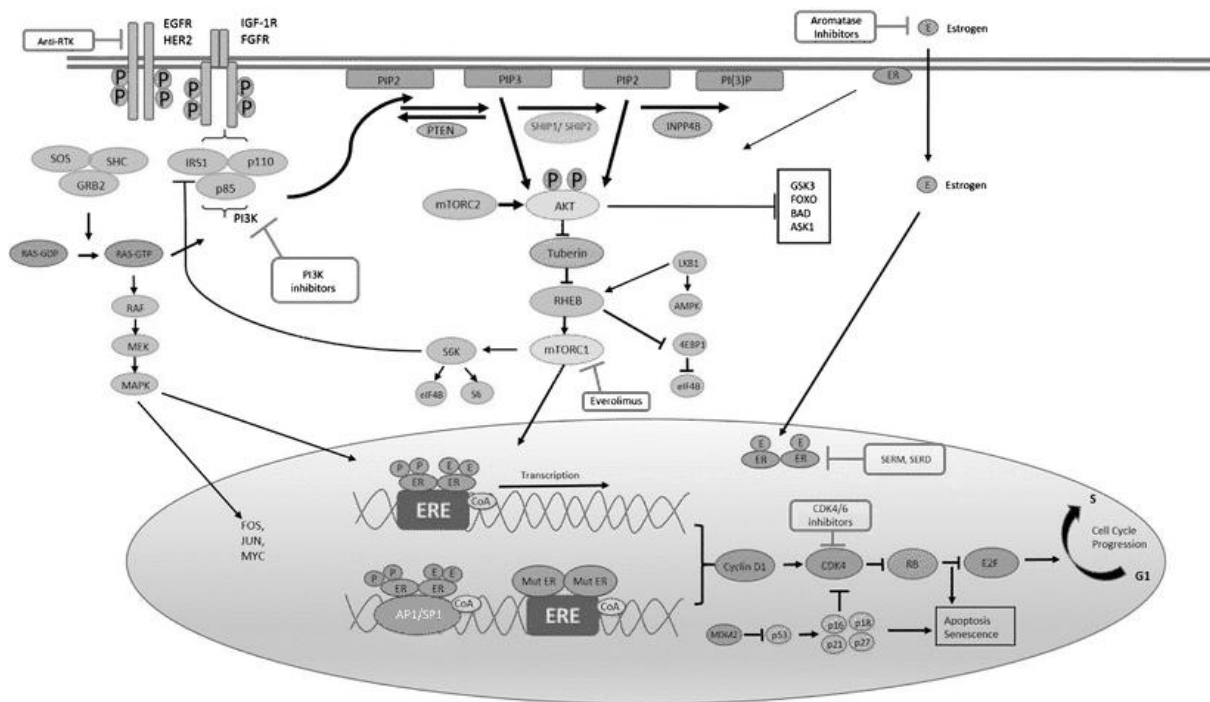 EGFR
HER2
IGF-1R
FGFR
Anti-RTK
P P
P P
P P
P P
Aromatase
Inhibitors
E Estrogen
PIP2 PIP3 PIP2 PI(3)P
ER
PTEN
SHIP1/ SHIP2
INPP4B
SOS SHC
GRB2
IRS1 p110
p85
PI3K
P P
mTORC2 AKT
GSK3
FOXO
BAD
ASK1
E Estrogen
RAS-GDP RAS-GTP
PI3K
inhibitors
Tuberin
LKB1
RHEB
AMPK
RAF
MEK
MAPK
S6K mTORC1
4EBP1
eIF4B S6
eIF4B
Everolimus
E E
ER ER
SERM, SERD
P P E E
ER ER
ERE
CoA
Transcription
FOS,
JUN,
MYC
CDK4/6
inhibitors
S
Cell Cycle
Progression
G1
Cyclin D1 CDK4 RB E2F
P P E E
ER ER
AP1/SP1
CoA
Mut ER Mut ER
ERE
CoA
MDM2 p53
p16 p18
p21 p27
Apoptosis
Senescence